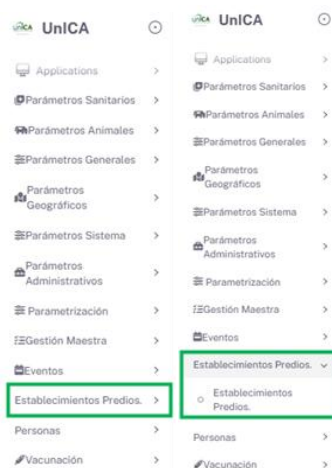 UnICA
Applications
Parámetros Sanitarios
Parámetros Animales
Parámetros Generales
Parámetros
Geográficos
Parámetros Sistema
Parámetros
Administrativos
Parametrización
Gestión Maestra
Eventos
Establecimientos Predios.
Personas
Vacunación
UnICA
Applications
Parámetros Sanitarios
Parámetros Animales
Parámetros Generales
Parámetros
Geográficos
Parámetros Sistema
Parámetros
Administrativos
Parametrización
Gestión Maestra
Eventos
Establecimientos Predios.
Establecimientos
Predios.
Personas
Vacunación